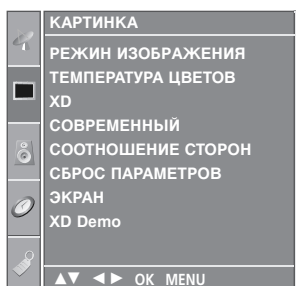 КАРТИНКА
РЕЖИН ИЗОБРАЖЕНИЯ
ТЕМПЕРАТУРА ЦВЕТОВ
XD
СОВРЕМЕННЫЙ
СООТНОШЕНИЕ СТОРОН
СБРОС ПАРАМЕТРОВ
ЭКРАН
XD Demo
▲▼ ◄► OK MENU